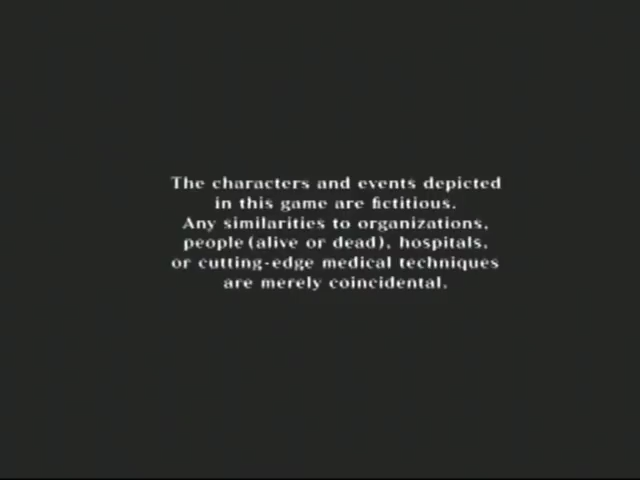 The characters and events depicted
in this game are fictitious.
Any similarities to organizations,
people (alive or dead), hospitals,
or cutting-edge medical techniques
are merely coincidental.